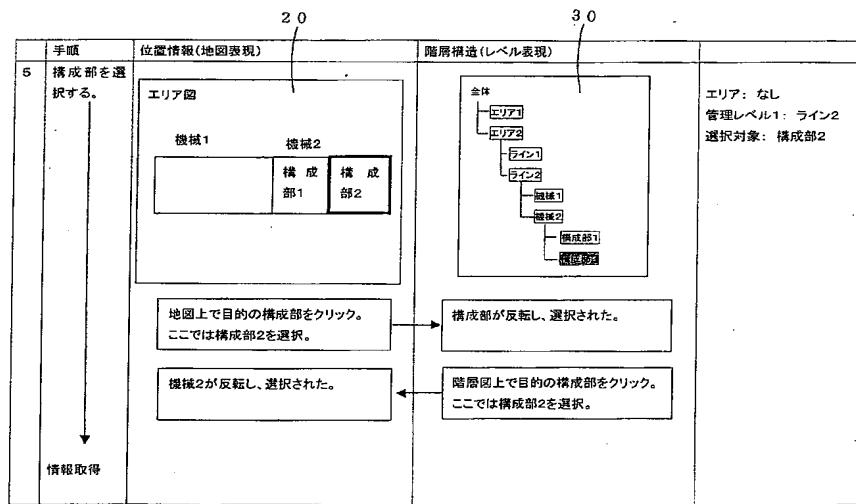 20
30
手順
位置情報(地図表現)
階層構造(レベル表現)
5
構成部を選
択する。
情報取得
エリア図
機械1
機械2
構成
部1
構成
部2
全体
エリア1
エリア2
ライン1
ライン2
機械1
機械2
構成部1
構成部2
エリア: なし
管理レベル1: ライン2
選択対象: 構成部2
地図上で目的の構成部をクリック。
ここでは構成部2を選択。
構成部が反転し、選択された。
機械2が反転し、選択された。
階層図上で目的の構成部をクリック。
ここでは構成部2を選択。